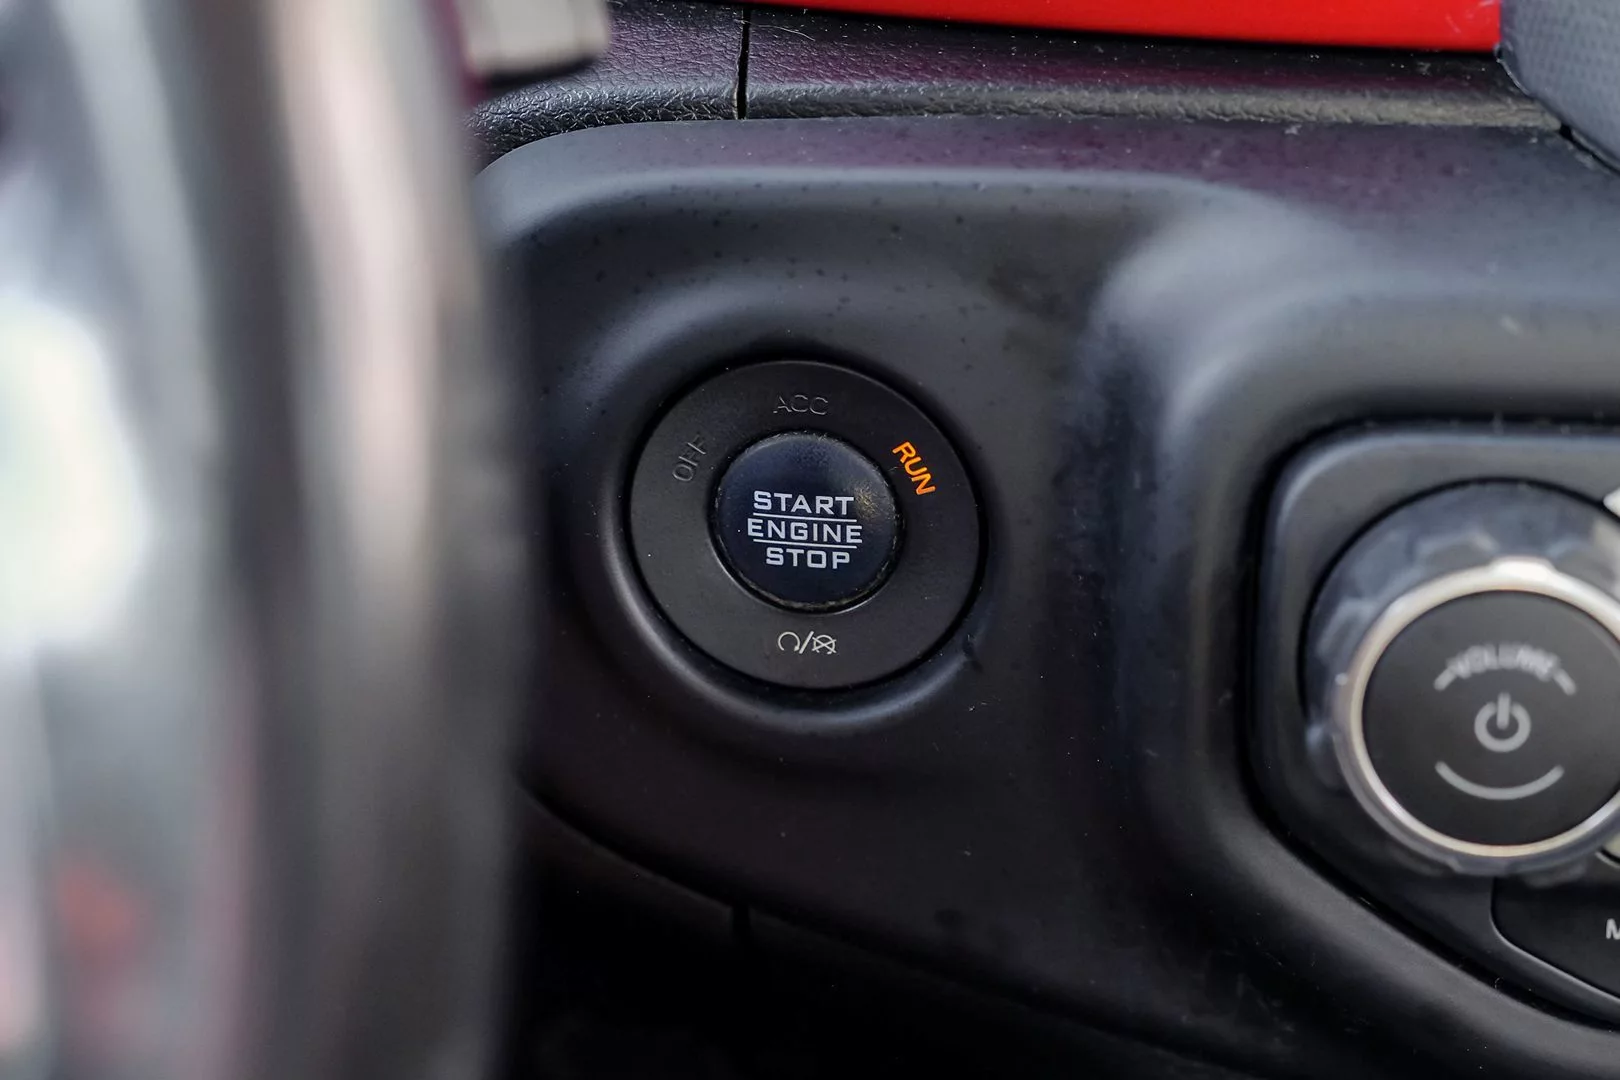 ACC
OFF
RUN
START
ENGINE
STOP
VOLUME
M